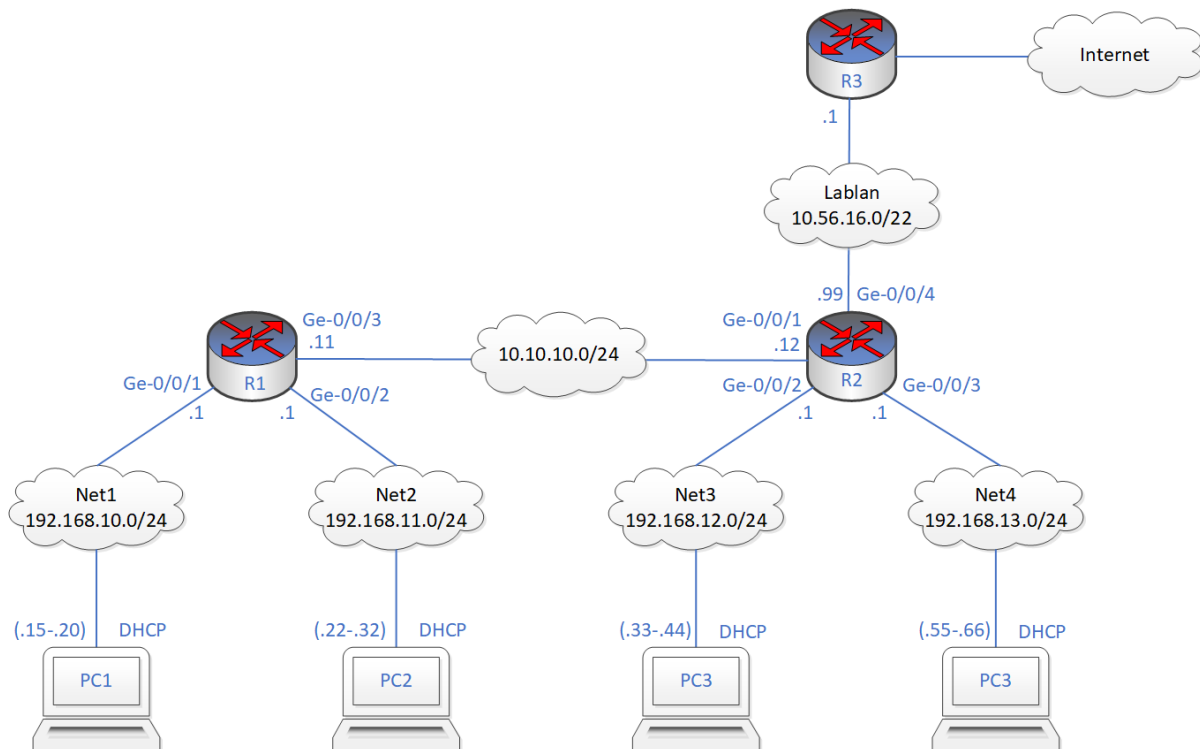 R3
Internet
.1
Lablan
10.56.16.0/22
.99 Ge-0/0/4
Ge-0/0/3
.11
R1
Ge-0/0/1
.1
.1
Ge-0/0/2
10.10.10.0/24
Ge-0/0/1
.12
R2
Ge-0/0/2
.1
.1
Ge-0/0/3
Net1
192.168.10.0/24
Net2
192.168.11.0/24
Net3
192.168.12.0/24
Net4
192.168.13.0/24
(.15-.20) DHCP
PC1
(.22-.32) DHCP
PC2
(.33-.44) DHCP
PC3
(.55-.66) DHCP
PC3